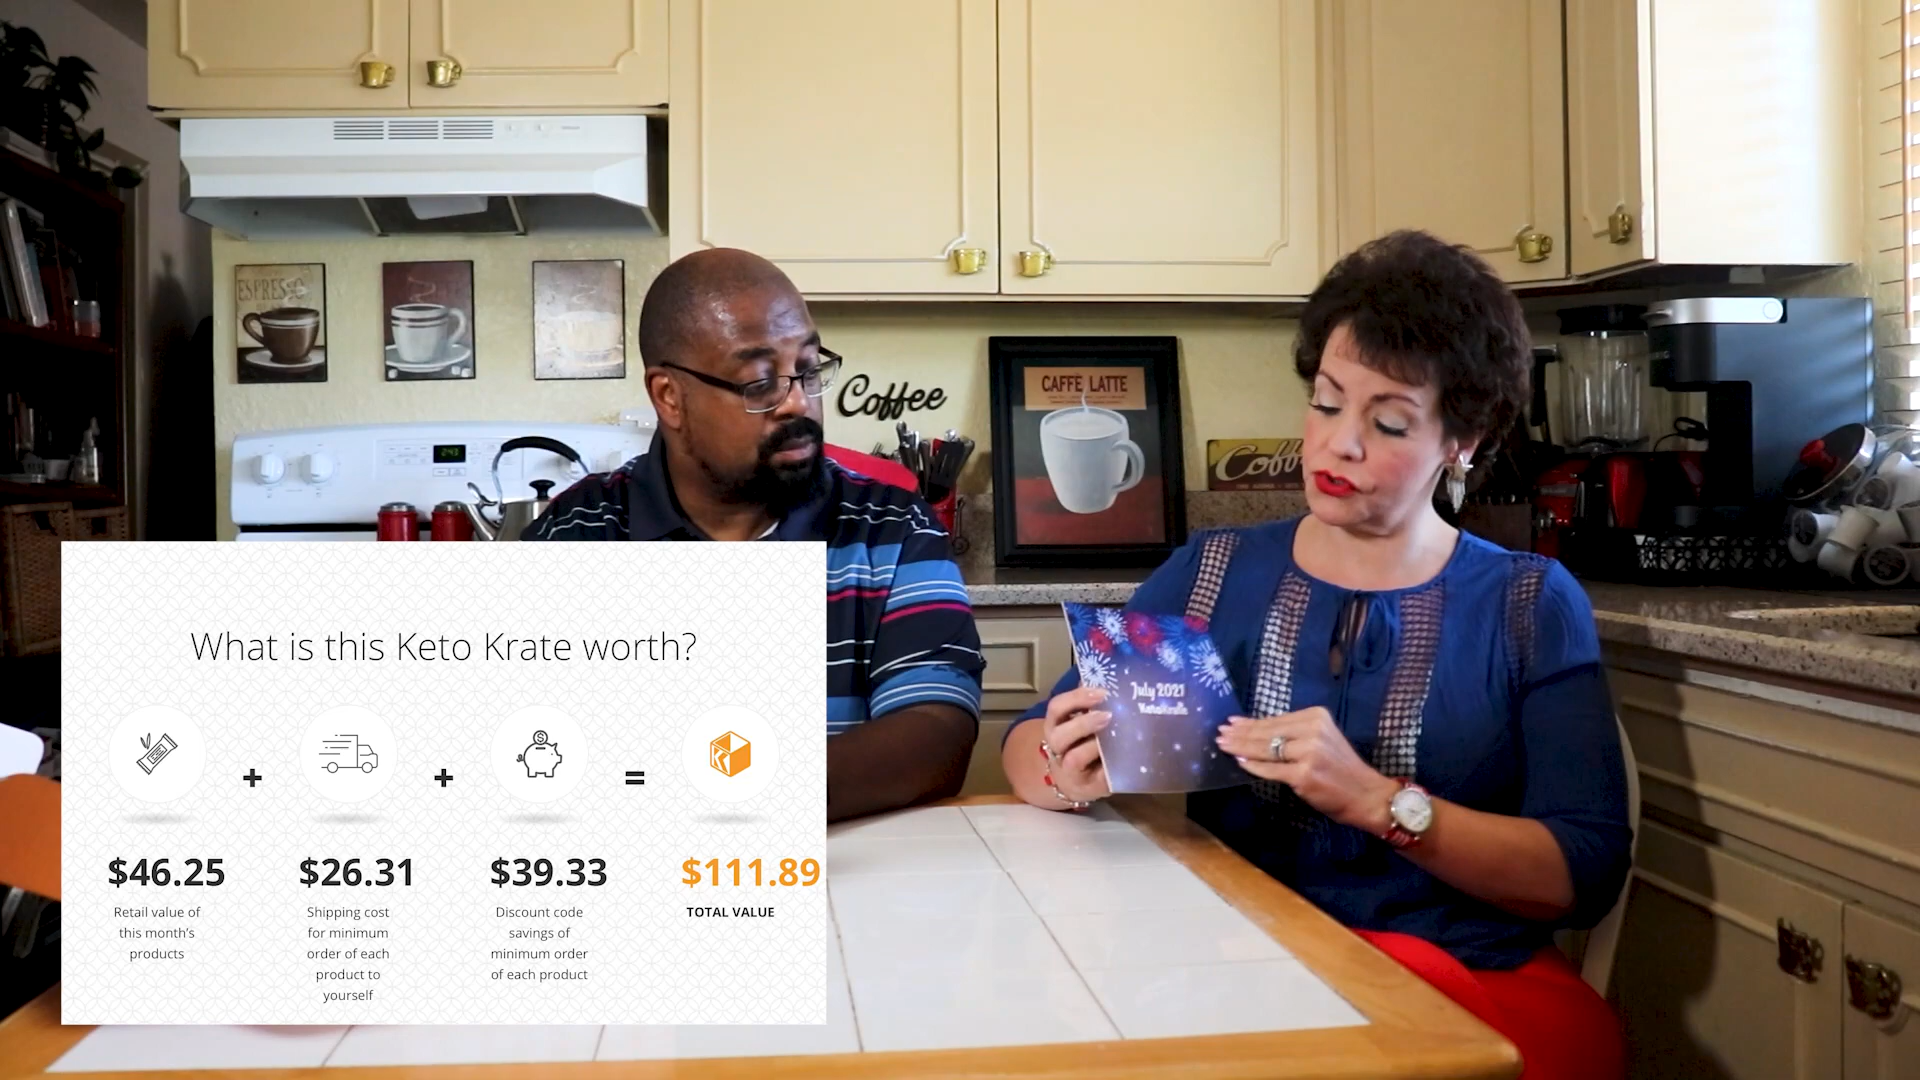 ESPRESSO
Coffee
CAFFE LATTE
243
What is this Keto Krate worth?
July 2021
KetoKrate
+
+
=
$46.25
$26.31
$39.33
$111.89
Retail value of
this month's
products
Shipping cost
for minimum
order of each
product to
yourself
Discount code
savings of
minimum order
of each product
TOTAL VALUE